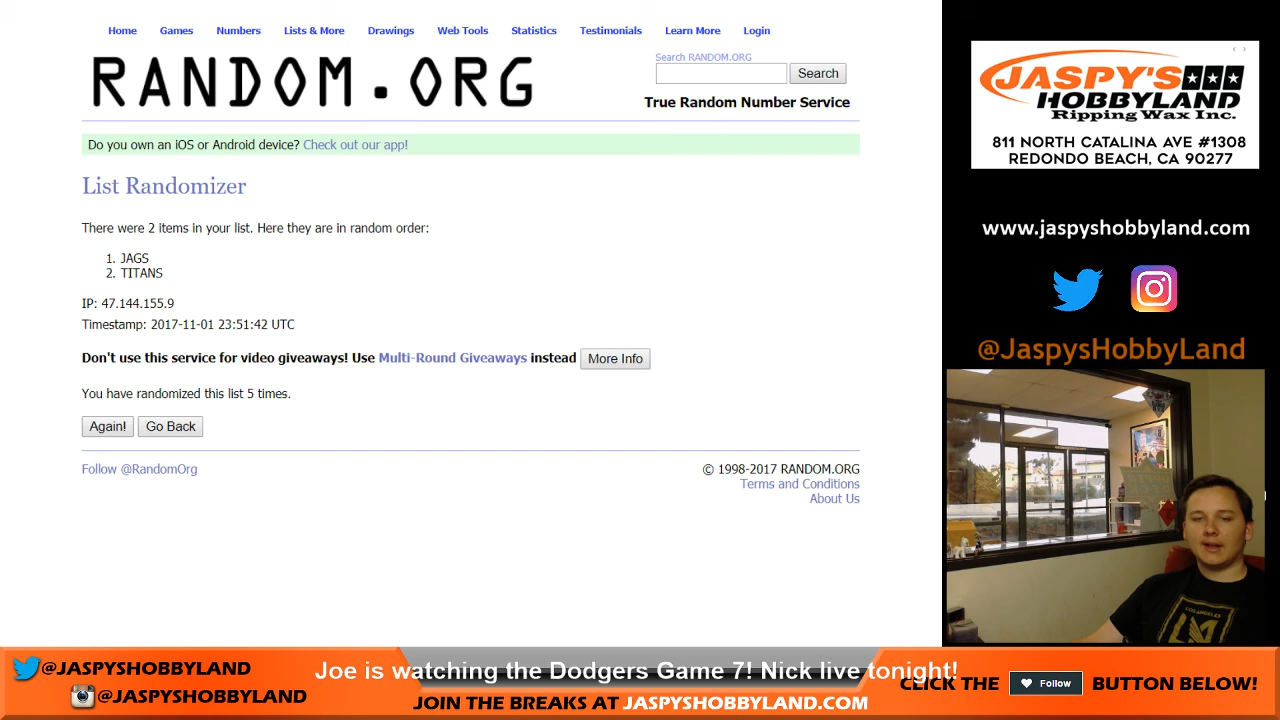 Home Games Numbers Lists & More Drawings Web Tools Statistics Testimonials Learn More Login
RANDOM.ORG
Search RANDOM.ORG
Search
True Random Number Service
Do you own an iOS or Android device? Check out our app!
List Randomizer
There were 2 items in your list. Here they are in random order:
1. JAGS
2. TITANS
IP: 47.144.155.9
Timestamp: 2017-11-01 23:51:42 UTC
Don't use this service for video giveaways! Use Multi-Round Giveaways instead More Info
You have randomized this list 5 times.
Again! Go Back
Follow @RandomOrg
© 1998-2017 RANDOM.ORG
Terms and Conditions
About Us
JASPY'S
HOBBYLAND
Ripping Wax Inc.
811 NORTH CATALINA AVE #1308
REDONDO BEACH, CA 90277
www.jaspyshobbyland.com
@JaspysHobbyLand
LOS ANGELES
@JASPYSHOBBYLAND
@JASPYSHOBBYLAND
Joe is watching the Dodgers Game 7! Nick live tonight!
JOIN THE BREAKS AT JASPYSHOBBYLAND.COM
CLICK THE Follow BUTTON BELOW!